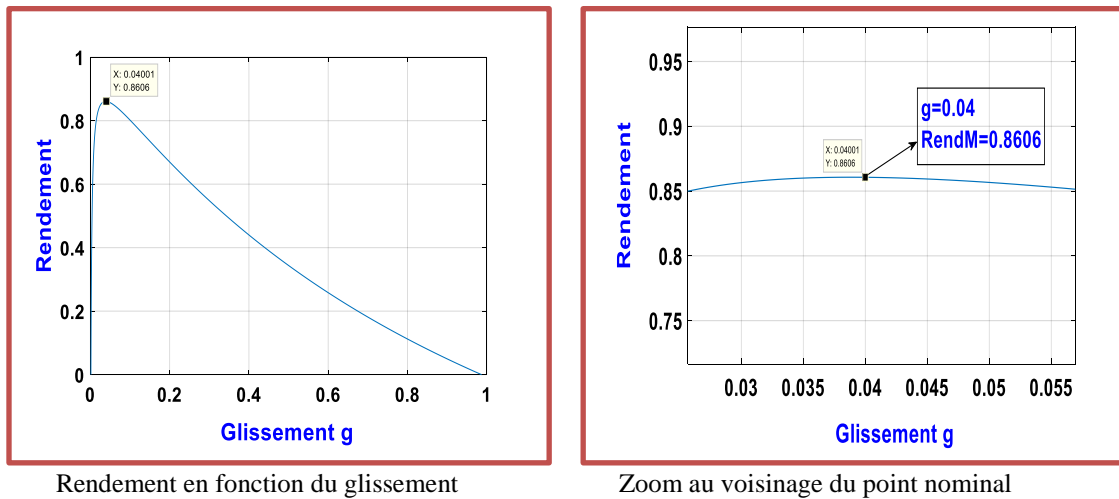 1
0.8
0.6
0.4
0.2
0
0
0.2
0.4
0.6
0.8
1
Rendement
Glissement g
X: 0.04001
Y: 0.8606
Rendement en fonction du glissement
0.95
0.9
0.85
0.8
0.75
0.03
0.035
0.04
0.045
0.05
0.055
Rendement
Glissement g
X: 0.04001
Y: 0.8606
g=0.04
RendM=0.8606
Zoom au voisinage du point nominal